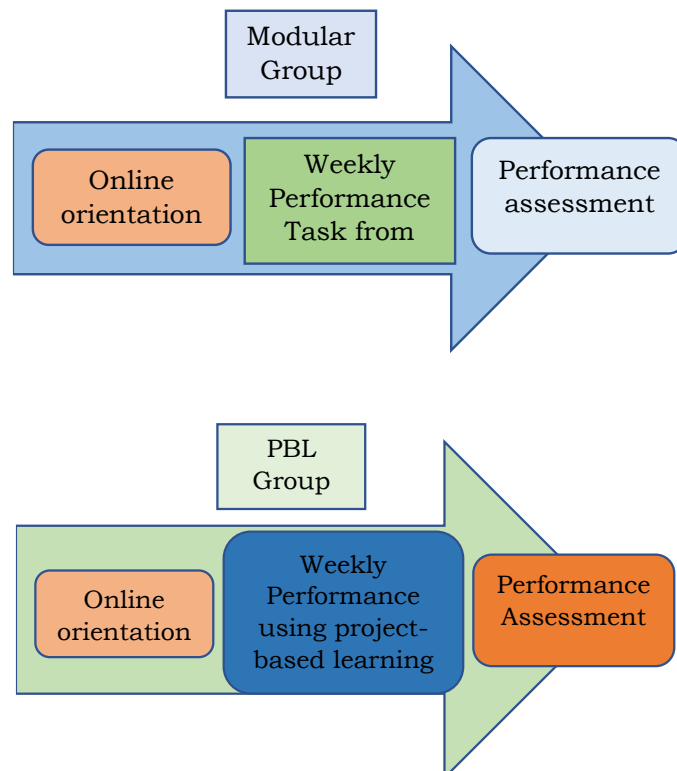 Modular
Group
Online
orientation
Weekly
Performance
Task from
Performance
assessment
PBL
Group
Online
orientation
Weekly
Performance
using project-
based learning
Performance
Assessment